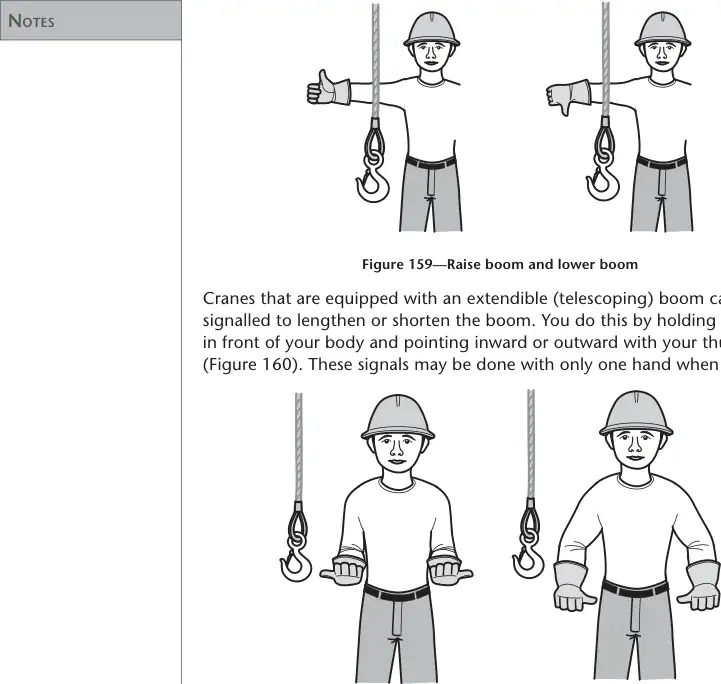 NOTES
Figure 159—Raise boom and lower boom
Cranes that are equipped with an extendible (telescoping) boom
signalled to lengthen or shorten the boom. You do this by holding
in front of your body and pointing inward or outward with your
(Figure 160). These signals may be done with only one hand when